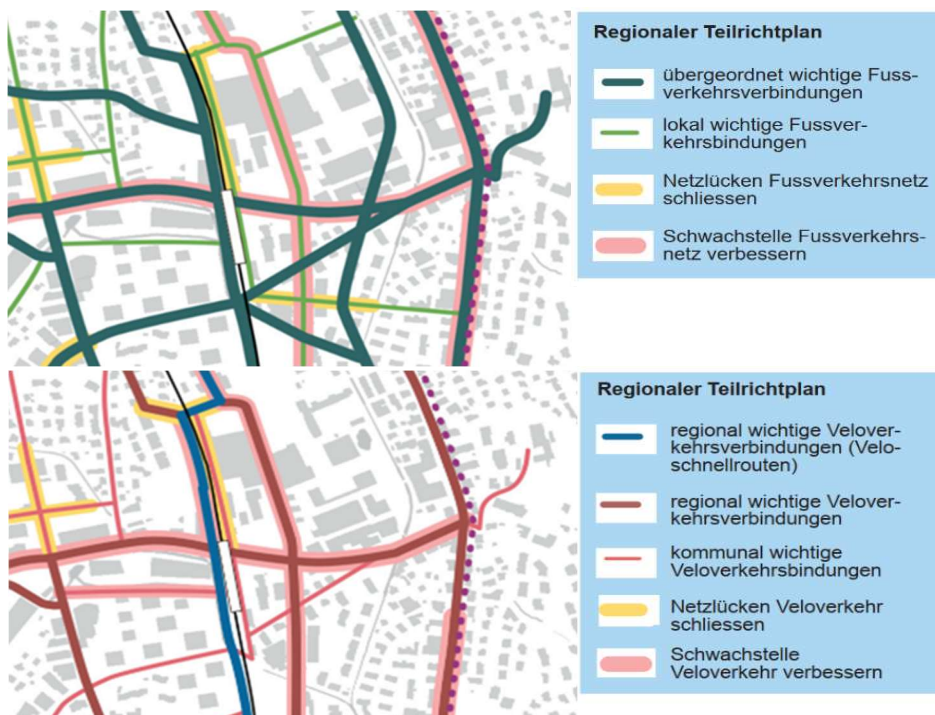 Regionaler Teilrichtplan
übergeordnet wichtige Fuss-
verkehrsverbindungen
lokal wichtige Fussver-
kehrsbindungen
Netzlücken Fussverkehrsnetz
schliessen
Schwachstelle Fussverkehrs-
netz verbessern
Regionaler Teilrichtplan
regional wichtige Velover-
kehrsverbindungen (Velo-
schnellrouten)
regional wichtige Velover-
kehrsverbindungen
kommunal wichtige
Veloverkehrsbindungen
Netzlücken Veloverkehr
schliessen
Schwachstelle
Veloverkehr verbessern